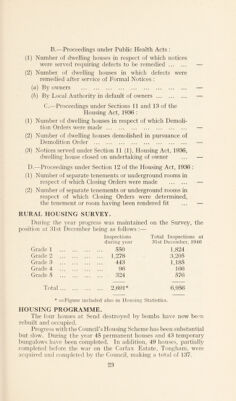 B.—Proceedings under Public Health Acts :
(1) Number of dwelling houses in respect of which notices
were served requiring defects to be remedied ... ... —
(2) Number of dwelling houses in which defects were
remedied after service of Formal Notices :
(a) By owners ... ... ... ... ... ... ... —
(b) By Local Authority in default of owners ... ... ... —
C.—Proceedings under Sections 11 and 13 of the
Housing Act, 1936 :
(1) Number of dwelling houses in respect of which Demoli-
tion Orders were made ... ... ... ... ... ... —
(2) Number of dwelling houses demolished in pursuance of
Demolition Order ... ... ... ... ... ... ... —
(3) Notices served under Section 11 (1), Housing Act, 1936,
dwelling house closed on undertaking of owner ... —
D.—Proceedings under Section 12 of the Housing Act, 1936 :
(1) Number of separate tenements or underground rooms in
respect of which Closing Orders were made ... ... —
(2) Number of separate tenements or underground rooms in
respect of which Closing Orders were determined,
the tenement or room having been rendered fit ... —
RURAL HOUSING SURVEY.
During the year progress was maintained on the Survey, the
position at 31st December being as follows :—
Inspections Total Inspections at
during year 31st December, 1946
Grade 1 ... ... ... ... 550 1,824
Grade 2 ... ... ... ... 1,278 3,205
Grade 3 ... ... ... ... 443 1,185
Grade 4 ... ... ... ... 96 166
Grade 5 ... ... ... ... 324 576
Total ... ... ... ... 2,691* 6,986
* =Figure included also in Housing Statistics.
HOUSING PROGRAMME.
The four houses at Send destroyed by bombs have now been
rebuilt and occupied.
Progress with the Council's Housing Scheme has been substantial
but slow. During the year 45 permanent houses and 43 temporary
bungalows have been completed. In addition, 49 houses, partially
completed before the war on the Carfax Estate, Tongham, were
acquired and completed by the Council, making a total of 137.
23